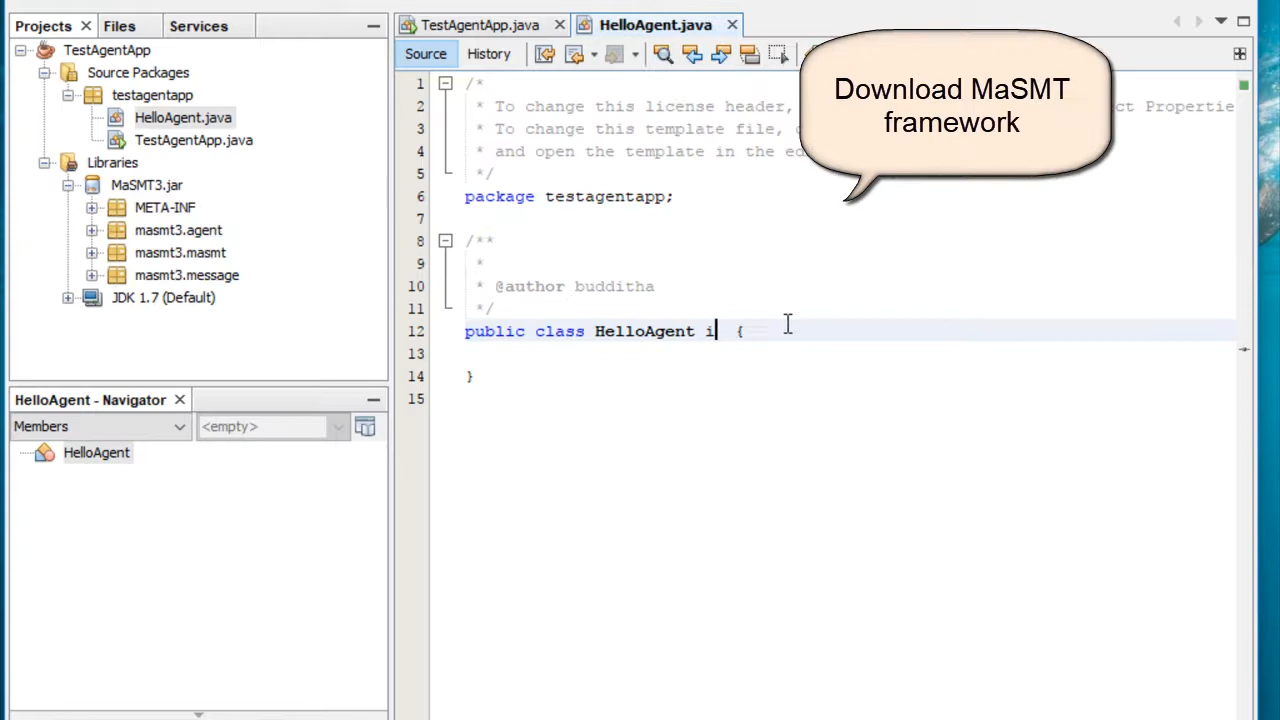 Projects
Files
Services
TestAgentApp
Source Packages
testagentapp
HelloAgent.java
TestAgentApp.java
Libraries
MaSMT3.jar
META-INF
masmt3.agent
masmt3.masmt
masmt3.message
JDK 1.7 (Default)
HelloAgent - Navigator
Members
<empty>
HelloAgent
TestAgentApp.java
HelloAgent.java
Source
History
Download MaSMT
framework
1 /*
2 * To change this license header, ct Properties
3 * To change this template file,
4 * and open the template in the
5 */
6 package testagentapp;
7
8 /**
9 *
10 * @author budditha
11 */
12 public class HelloAgent i {
13
14 }
15